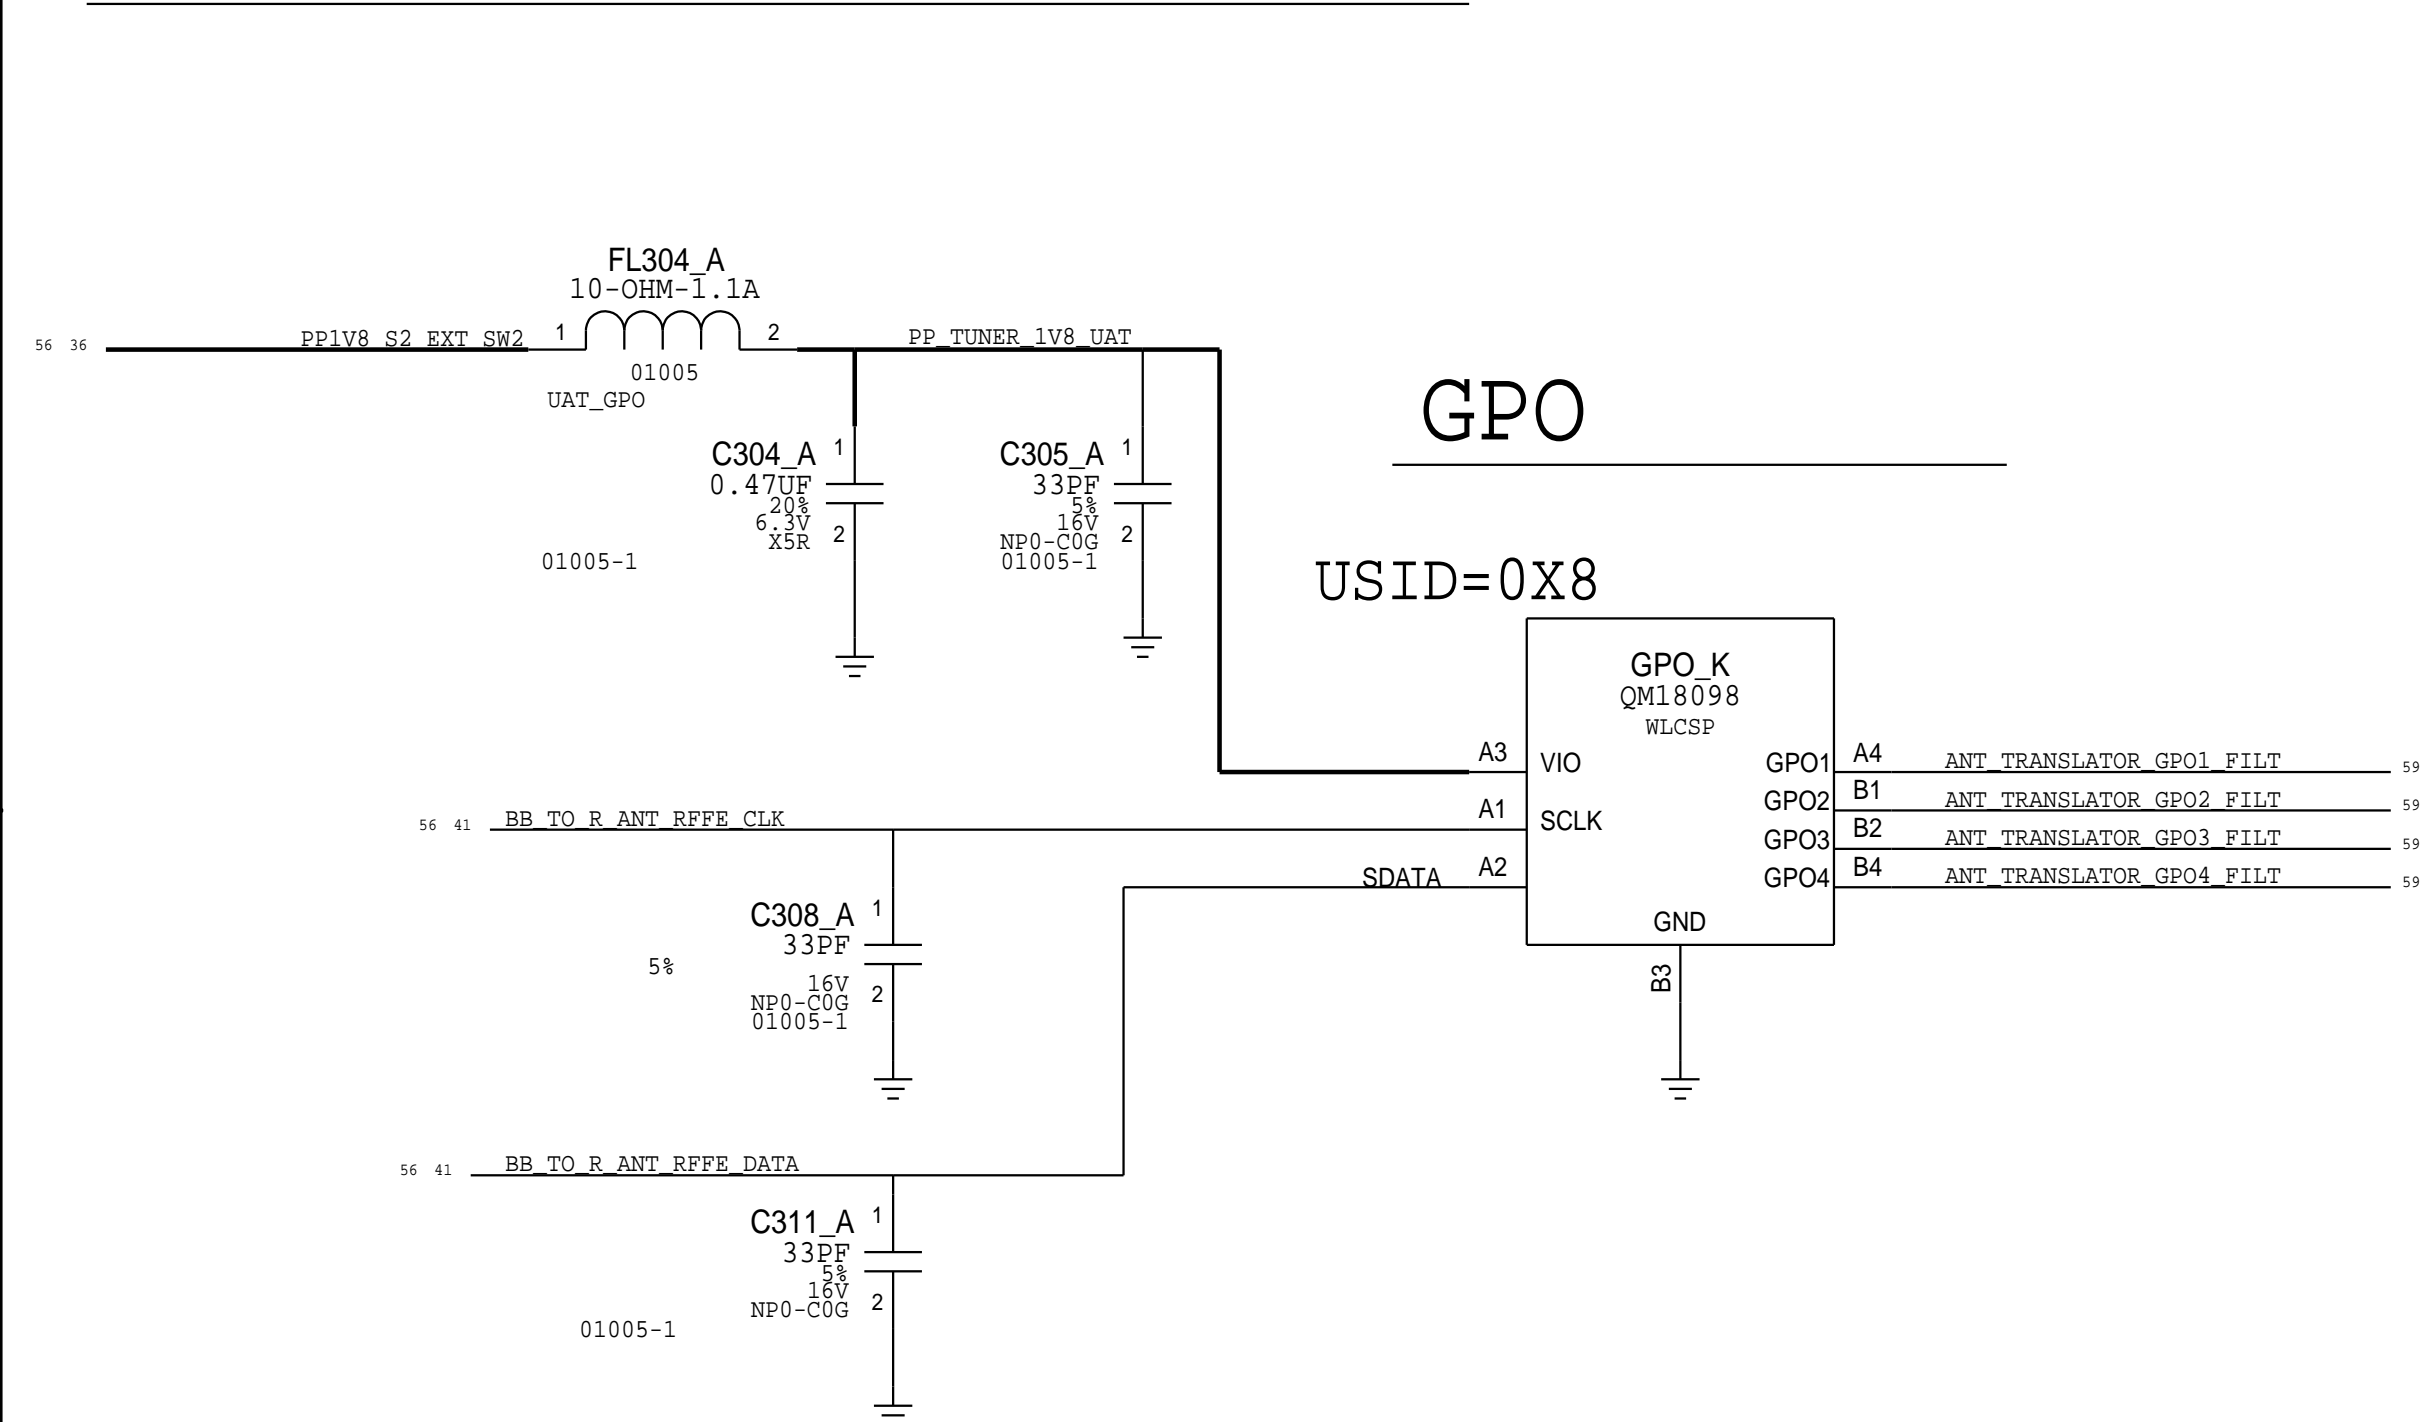 FL304_A
10-OHM-1.1A
56 36 PP1V8_S2_EXT_SW2 1 2 PP_TUNER_1V8_UAT
01005
UAT_GPO
GPO
C304_A 1
0.47UF
20%
6.3V
X5R 2
01005-1
C305_A 1
33PF
5%
16V
NP0-C0G 2
01005-1
USID=0X8
GPO_K
QM18098
WLCSP
A3 VIO
A1 SCLK
SDATA A2
GPO1 A4 ANT_TRANSLATOR_GPO1_FILT 59
GPO2 B1 ANT_TRANSLATOR_GPO2_FILT 59
GPO3 B2 ANT_TRANSLATOR_GPO3_FILT 59
GPO4 B4 ANT_TRANSLATOR_GPO4_FILT 59
GND
B3
56 41 BB_TO_R_ANT_RFFE_CLK
C308_A 1
33PF
5%
16V
NP0-C0G 2
01005-1
56 41 BB_TO_R_ANT_RFFE_DATA
C311_A 1
33PF
5%
16V
NP0-C0G 2
01005-1